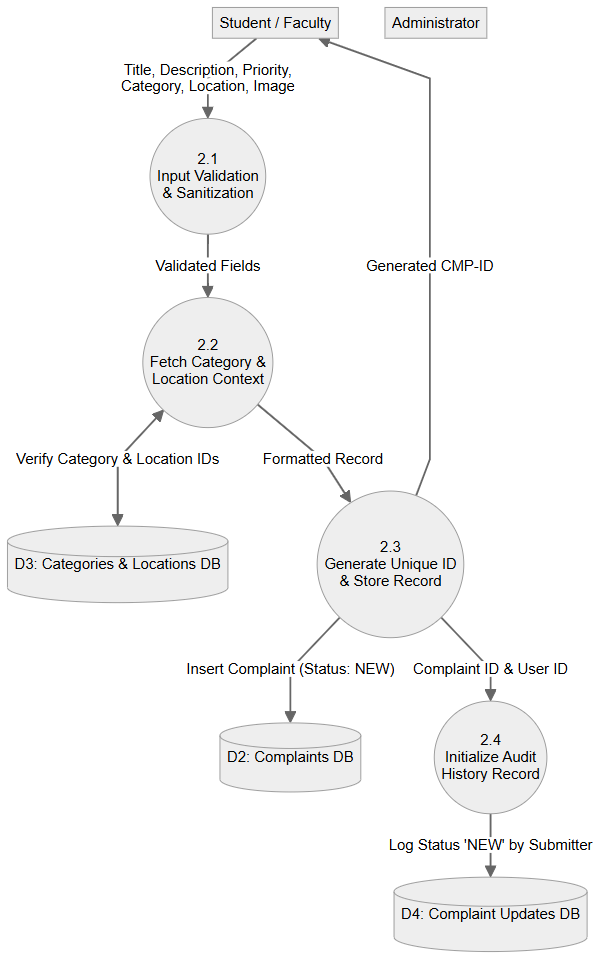 Student / Faculty
Administrator
Title, Description, Priority,
Category, Location, Image
2.1
Input Validation
& Sanitization
Validated Fields
Generated CMP-ID
2.2
Fetch Category &
Location Context
Verify Category & Location IDs
Formatted Record
D3: Categories & Locations DB
2.3
Generate Unique ID
& Store Record
Insert Complaint (Status: NEW)
Complaint ID & User ID
D2: Complaints DB
2.4
Initialize Audit
History Record
Log Status 'NEW' by Submitter
D4: Complaint Updates DB